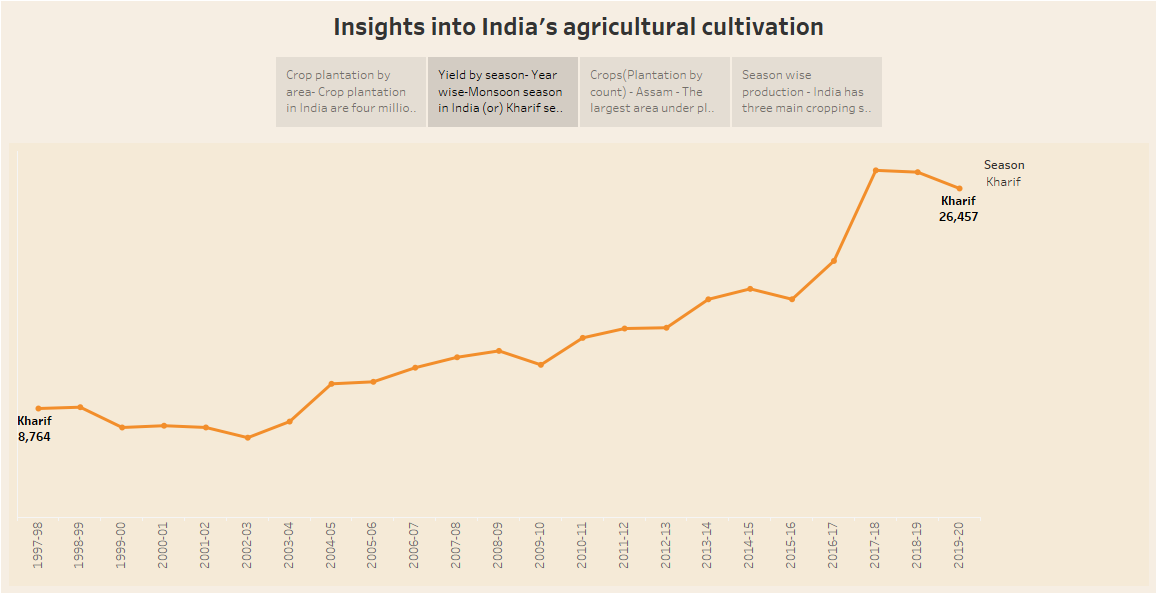 Insights into India’s agricultural cultivation
Crop plantation by
area- Crop plantation
in India are four millio..
Yield by season- Year
wise-Monsoon season
in India (or) Kharif se..
Crops(Plantation by
count) - Assam - The
largest area under pl..
Season wise
production - India has
three main cropping s..
Season
Kharif
Kharif
26,457
Kharif
8,764
1997-98
1998-99
1999-00
2000-01
2001-02
2002-03
2003-04
2004-05
2005-06
2006-07
2007-08
2008-09
2009-10
2010-11
2011-12
2012-13
2013-14
2014-15
2015-16
2016-17
2017-18
2018-19
2019-20